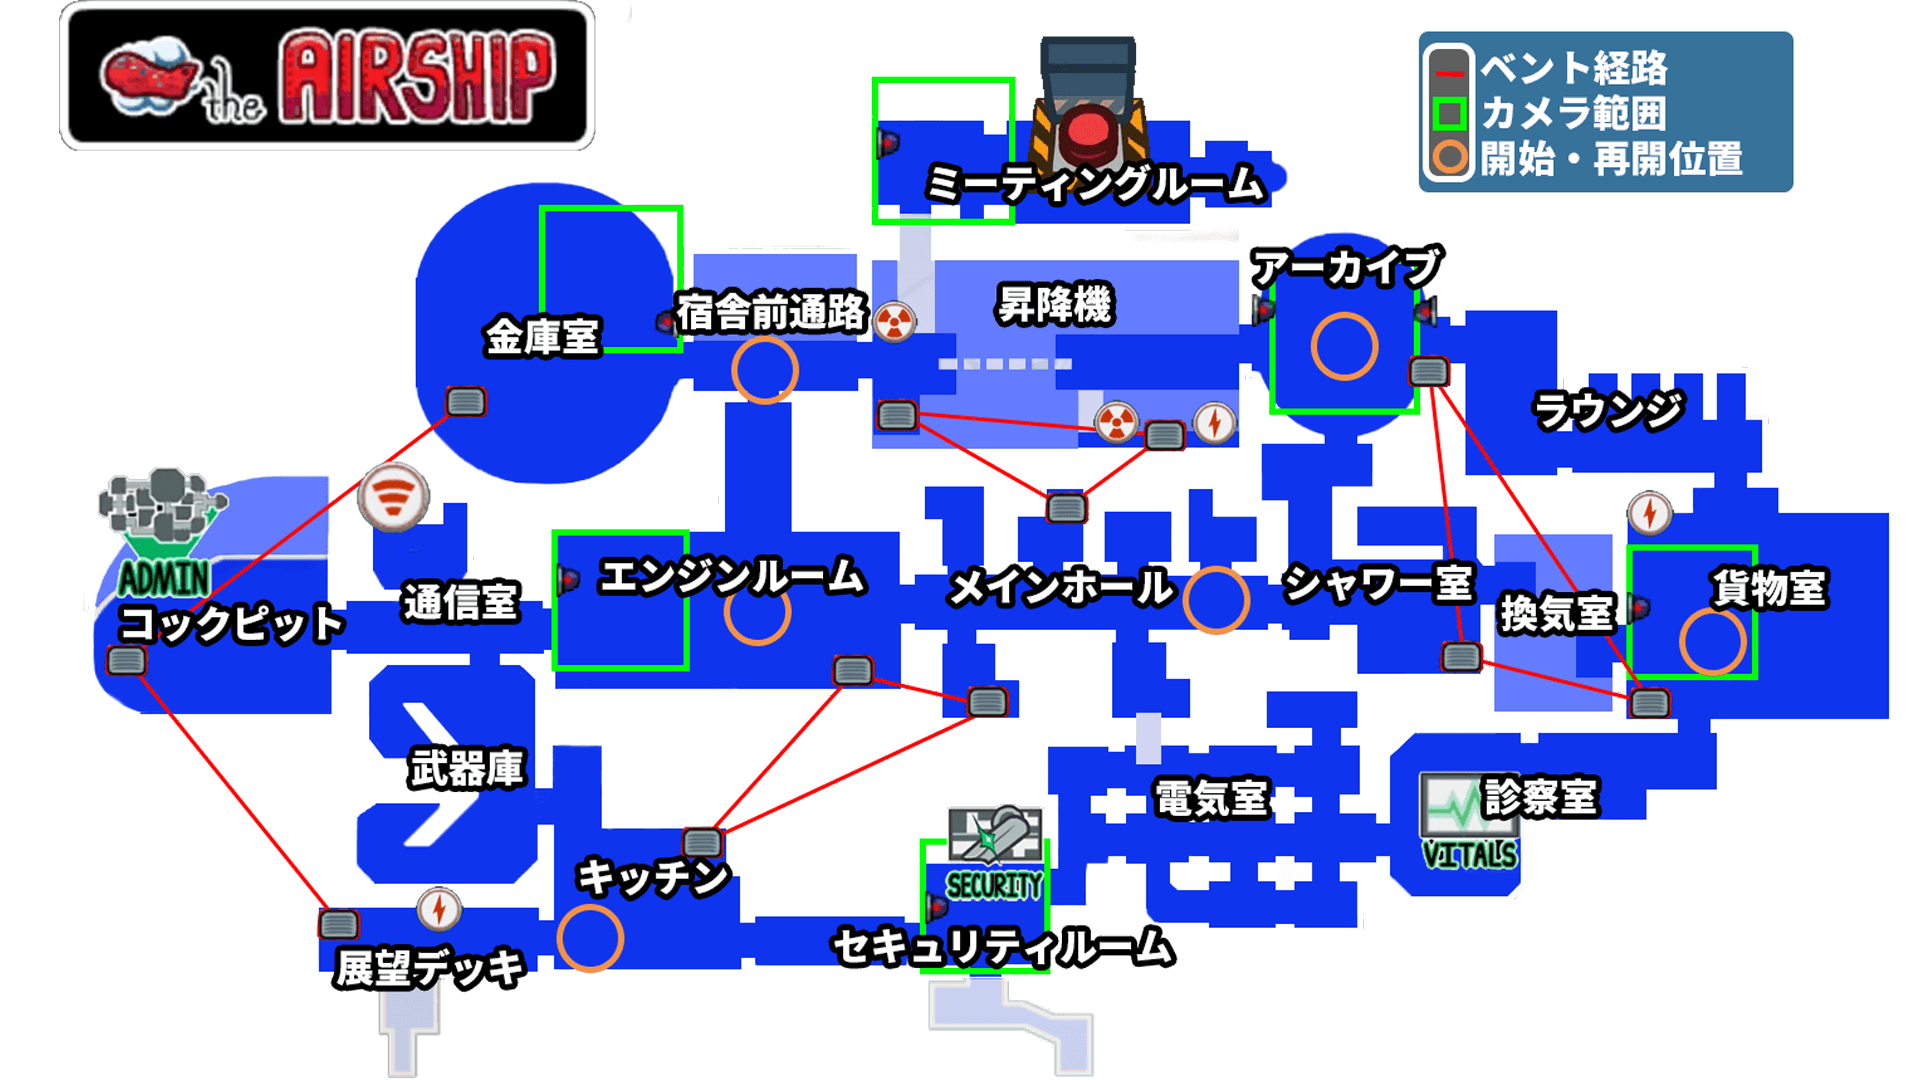 the AIRSHIP
ベント経路
カメラ範囲
開始・再開位置
ミーティングルーム
アーカイブ
昇降機
宿舎前通路
金庫室
ラウンジ
ADMIN
コックピット
通信室
エンジンルーム
メインホール
シャワー室
換気室
貨物室
武器庫
電気室
診察室
VITALS
キッチン
SECURITY
セキュリティルーム
展望デッキ